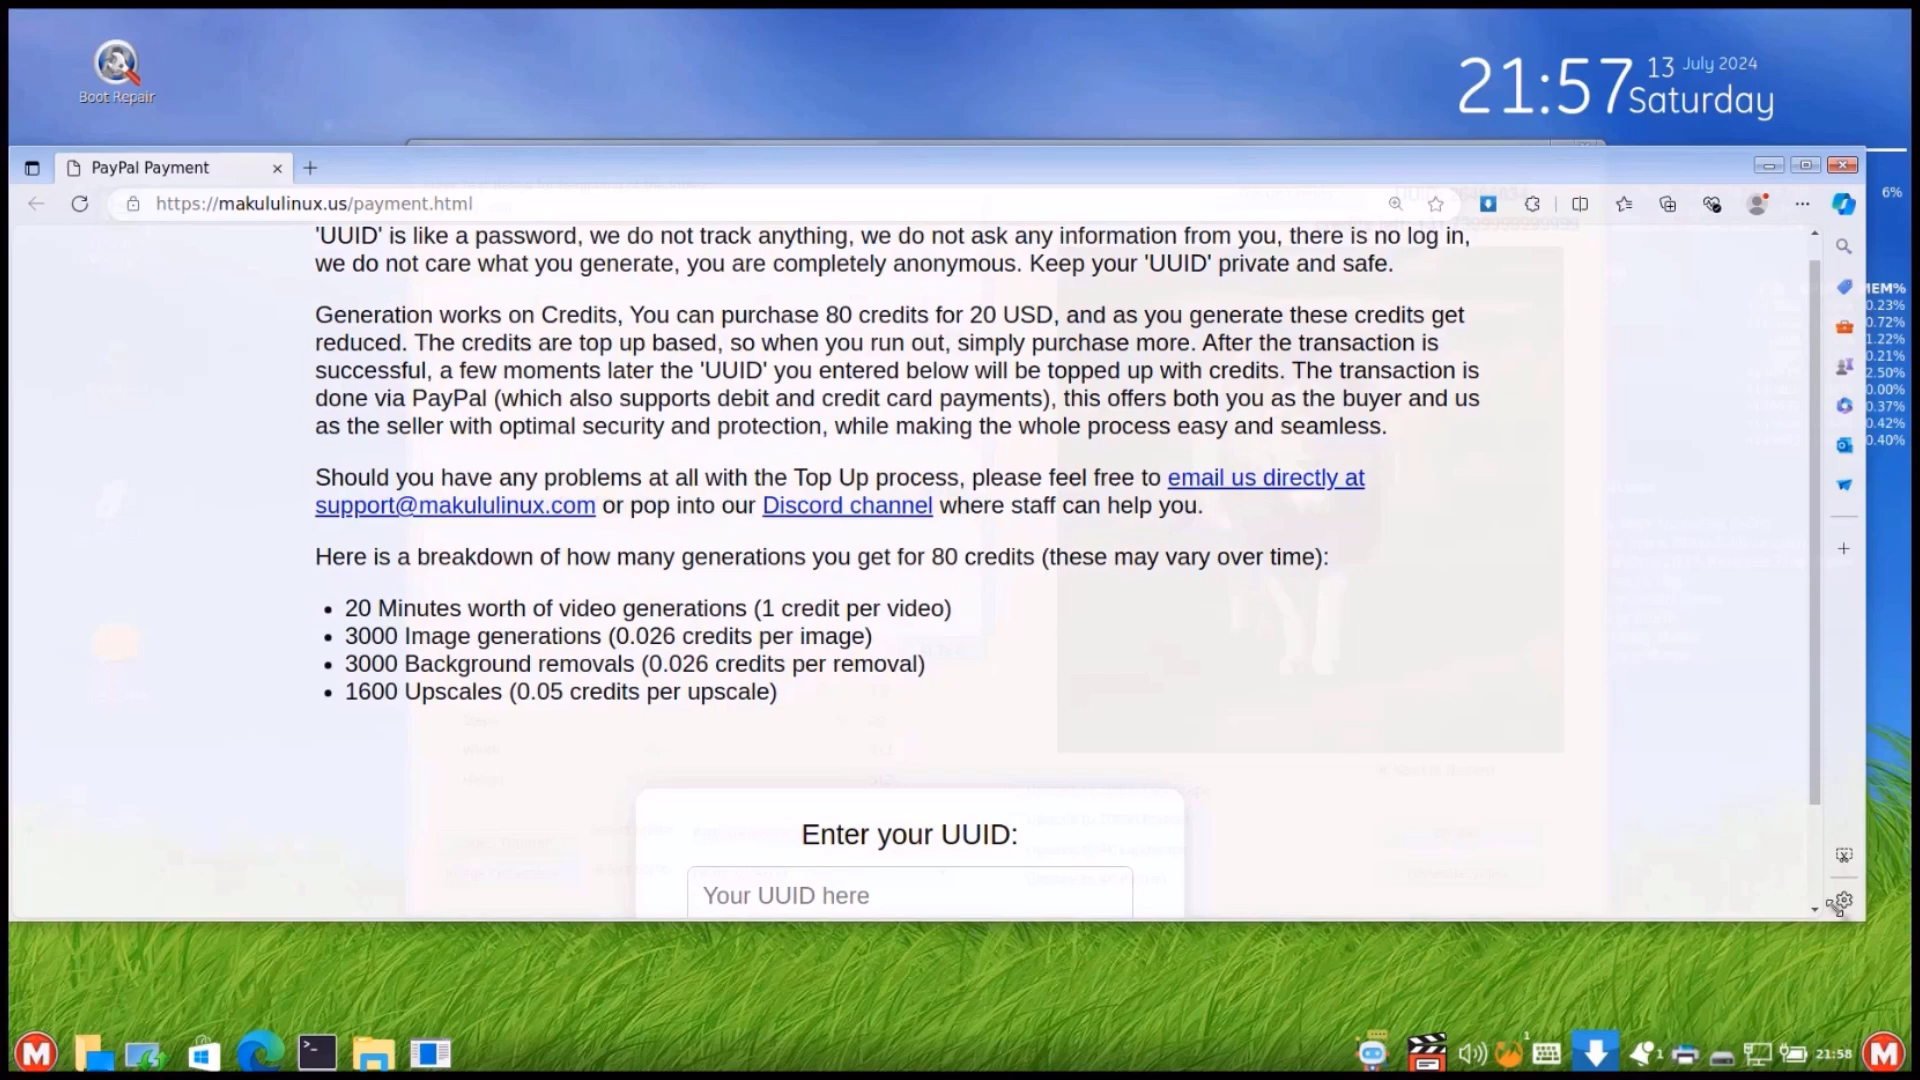 Boot Repair
21:57
13 July 2024
Saturday
PayPal Payment
https://makululinux.us/payment.html
6%
'UUID' is like a password, we do not track anything, we do not ask any information from you, there is no log in,
we do not care what you generate, you are completely anonymous. Keep your 'UUID' private and safe.
Generation works on Credits, You can purchase 80 credits for 20 USD, and as you generate these credits get
reduced. The credits are top up based, so when you run out, simply purchase more. After the transaction is
successful, a few moments later the 'UUID' you entered below will be topped up with credits. The transaction is
done via PayPal (which also supports debit and credit card payments), this offers both you as the buyer and us
as the seller with optimal security and protection, while making the whole process easy and seamless.
Should you have any problems at all with the Top Up process, please feel free to email us directly at
support@makululinux.com or pop into our Discord channel where staff can help you.
Here is a breakdown of how many generations you get for 80 credits (these may vary over time):
20 Minutes worth of video generations (1 credit per video)
3000 Image generations (0.026 credits per image)
3000 Background removals (0.026 credits per removal)
1600 Upscales (0.05 credits per upscale)
Enter your UUID:
Your UUID here
0.23%
0.72%
1.22%
0.21%
2.50%
0.00%
0.37%
0.42%
0.40%
1
1
21:58